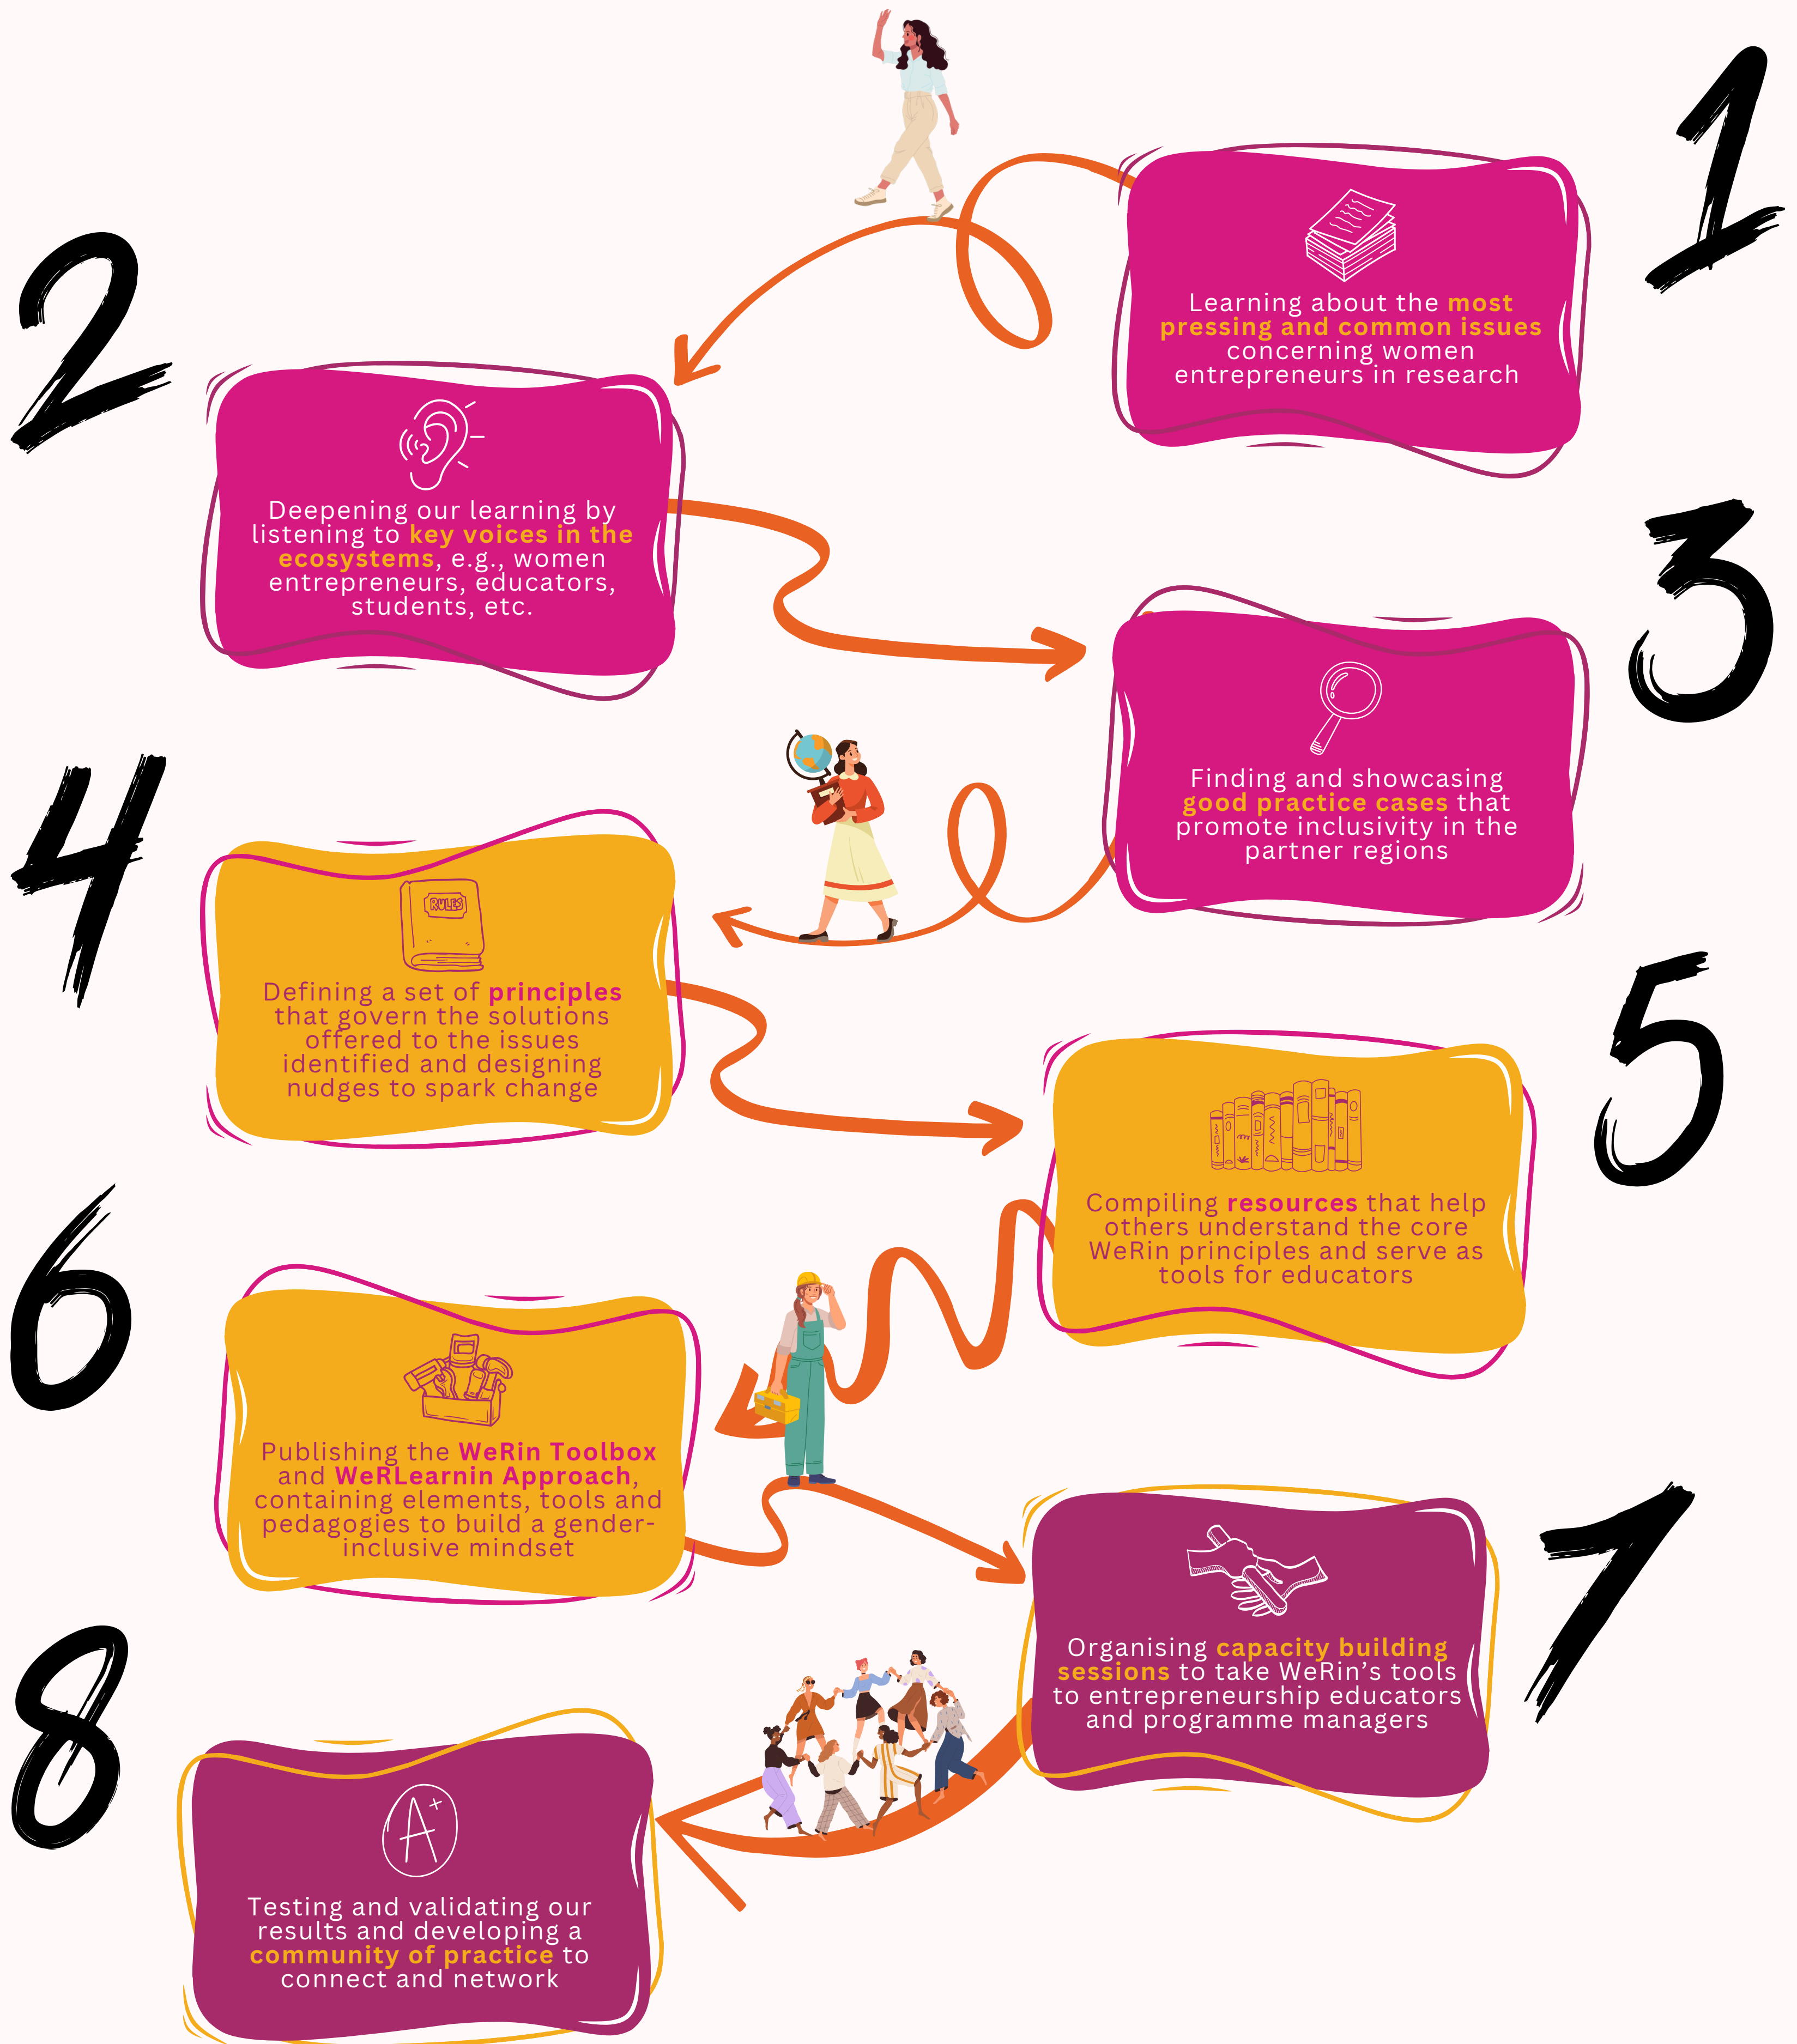 1
Learning about the most
pressing and common issues
concerning women
entrepreneurs in research
2
Deepening our learning by
listening to key voices in the
ecosystems, e.g., women
entrepreneurs, educators,
students, etc.
3
Finding and showcasing
good practice cases that
promote inclusivity in the
partner regions
4
RULES
Defining a set of principles
that govern the solutions
offered to the issues
identified and designing
nudges to spark change
5
Compiling resources that help
others understand the core
WeRin principles and serve as
tools for educators
6
Publishing the WeRin Toolbox
and WeRLearnin Approach,
containing elements, tools and
pedagogies to build a gender-
inclusive mindset
7
Organising capacity building
sessions to take WeRin's tools
to entrepreneurship educators
and programme managers
8
A+
Testing and validating our
results and developing a
community of practice to
connect and network